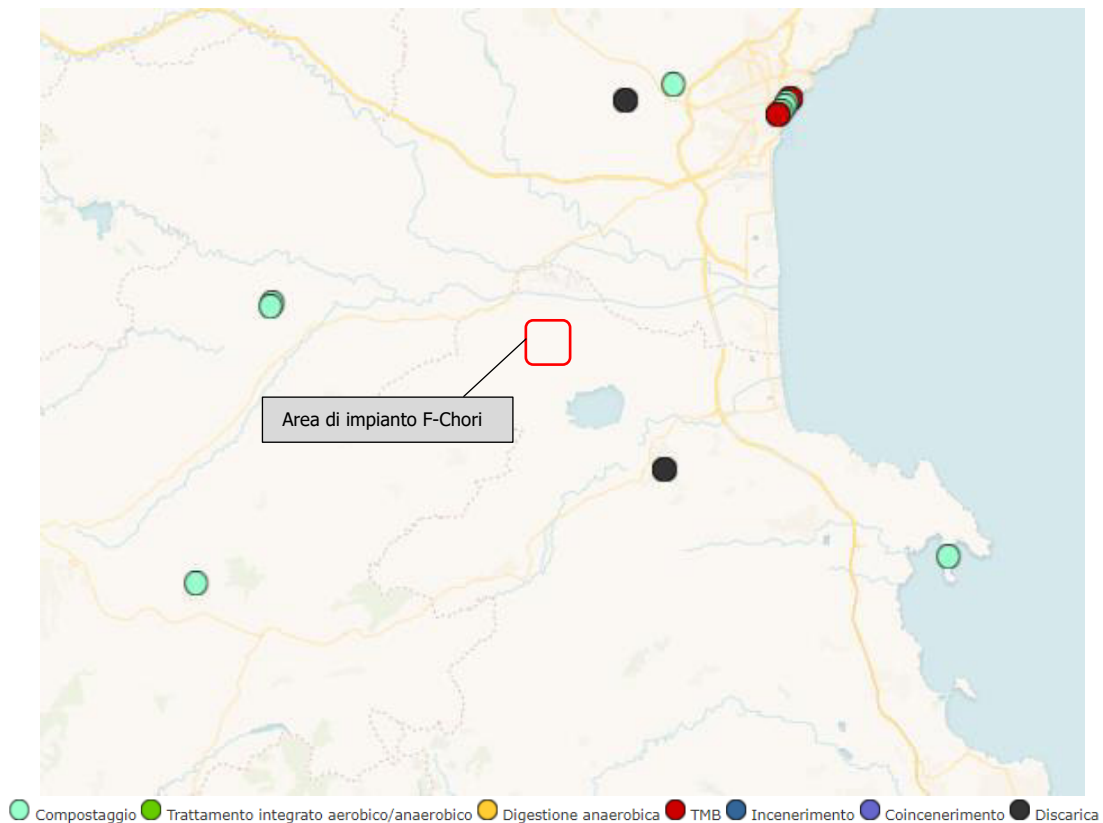 Area di impianto F-Chori
Compostaggio Trattamento integrato aerobico/anaerobico Digestione anaerobica TMB Incenerimento Coincenerimento Discarica